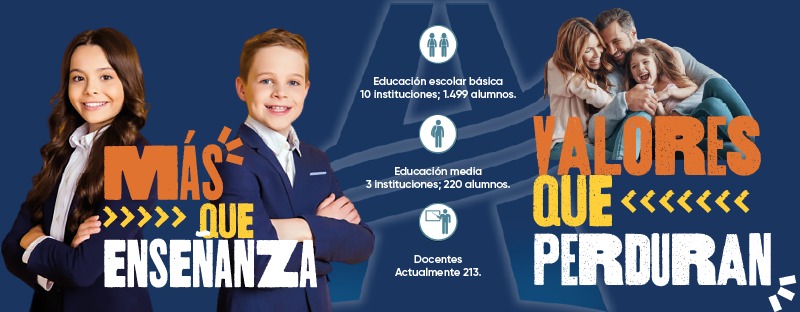 MÁS
QUE
ENSEÑANZA
Educación escolar básica
10 instituciones; 1.499 alumnos.
Educación media
3 instituciones; 220 alumnos.
Docentes
Actualmente 213.
VALORES
QUE
PERDURAN